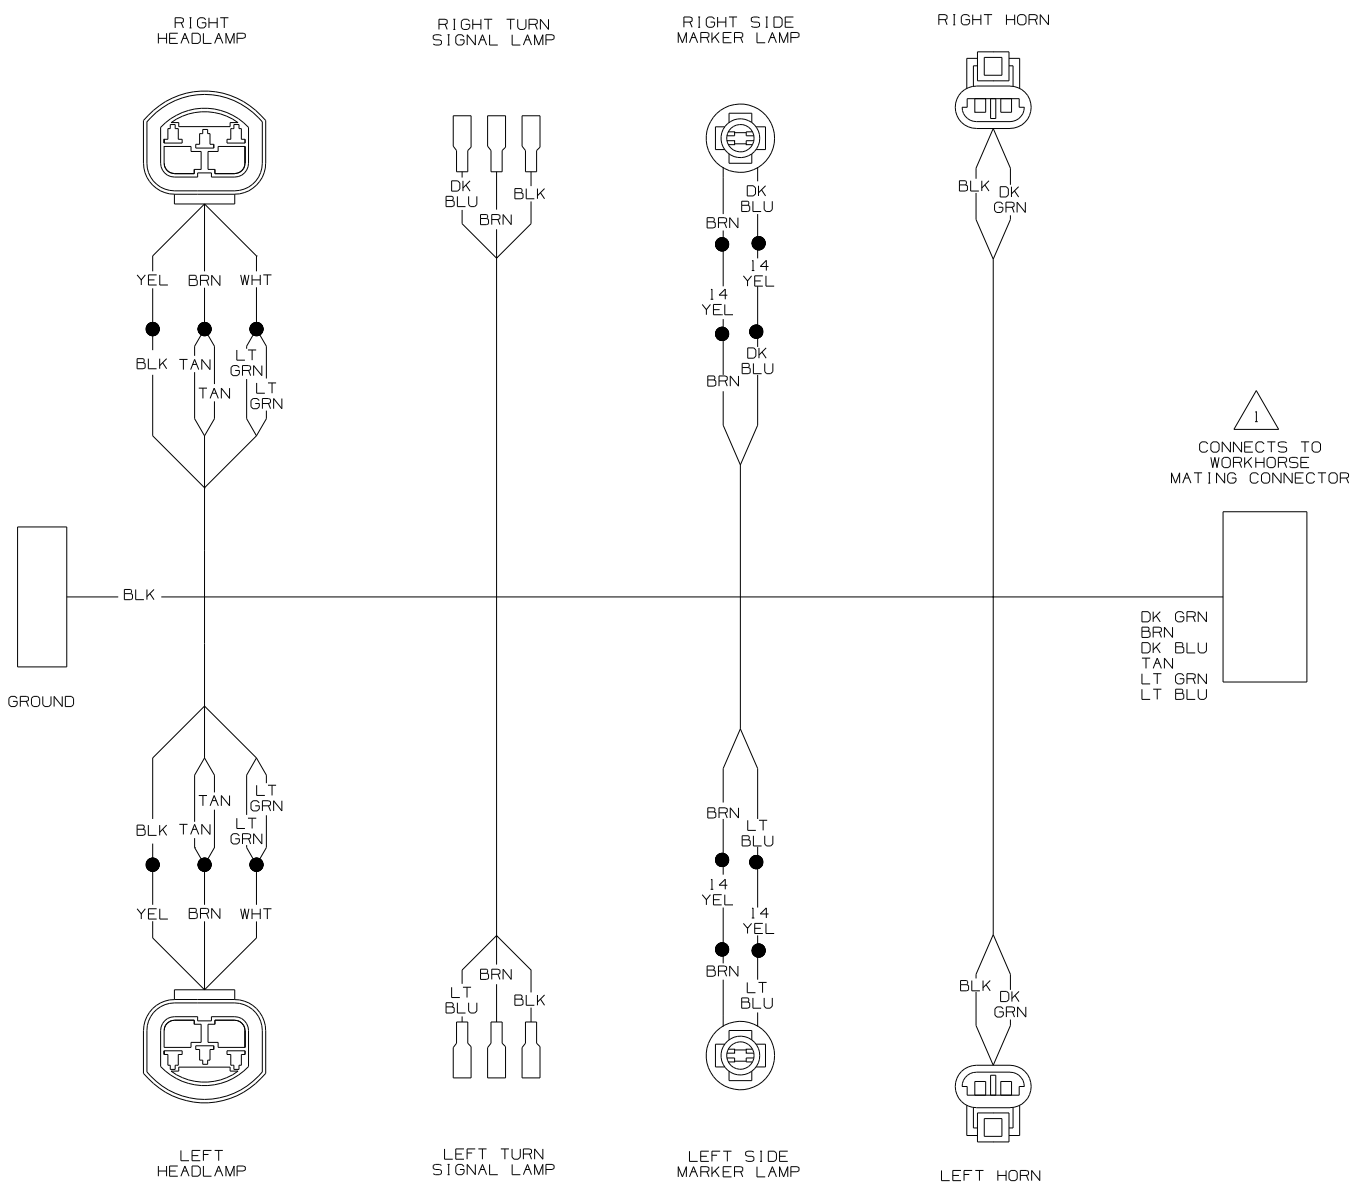 RIGHT
HEADLAMP
RIGHT TURN
SIGNAL LAMP
RIGHT SIDE
MARKER LAMP
RIGHT HORN
DK
BLU
BRN
BLK
BRN
DK
BLU
BLK
DK
GRN
YEL
BRN
WHT
14
YEL
14
YEL
BLK
TAN
TAN
LT
GRN
LT
GRN
BRN
DK
BLU
1
CONNECTS TO
WORKHORSE
MATING CONNECTOR
BLK
GROUND
DK GRN
BRN
DK BLU
TAN
LT GRN
LT BLU
BLK
TAN
TAN
LT
GRN
LT
GRN
BRN
LT
BLU
YEL
BRN
WHT
14
YEL
14
YEL
LT
BLU
BRN
BLK
BRN
LT
BLU
BLK
DK
GRN
LEFT
HEADLAMP
LEFT TURN
SIGNAL LAMP
LEFT SIDE
MARKER LAMP
LEFT HORN